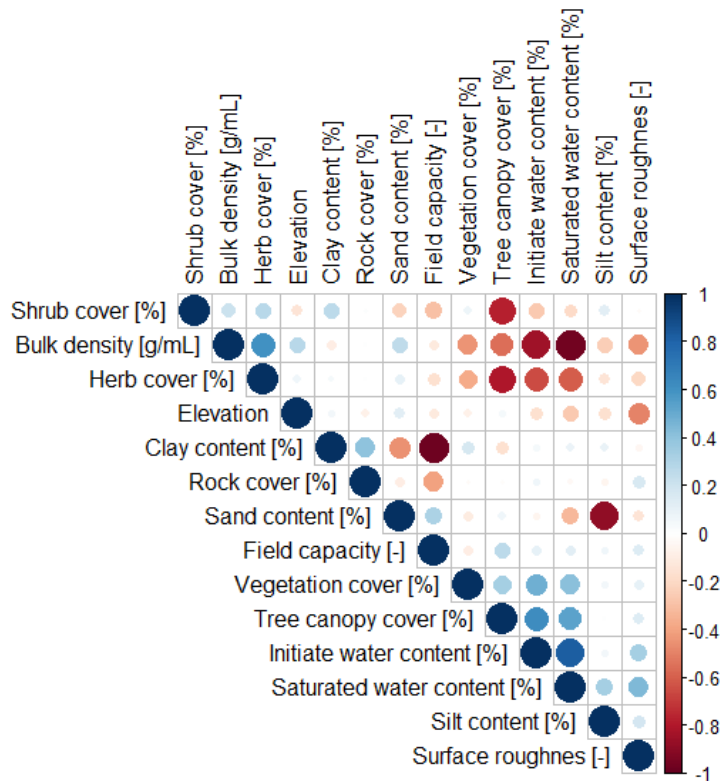 Shrub cover [%]
Bulk density [g/mL]
Herb cover [%]
Elevation
Clay content [%]
Rock cover [%]
Sand content [%]
Field capacity [-]
Vegetation cover [%]
Tree canopy cover [%]
Initiate water content [%]
Saturated water content [%]
Silt content [%]
Surface roughnes [-]
Shrub cover [%]
Bulk density [g/mL]
Herb cover [%]
Elevation
Clay content [%]
Rock cover [%]
Sand content [%]
Field capacity [-]
Vegetation cover [%]
Tree canopy cover [%]
Initiate water content [%]
Saturated water content [%]
Silt content [%]
Surface roughnes [-]
1
0.8
0.6
0.4
0.2
0
-0.2
-0.4
-0.6
-0.8
-1